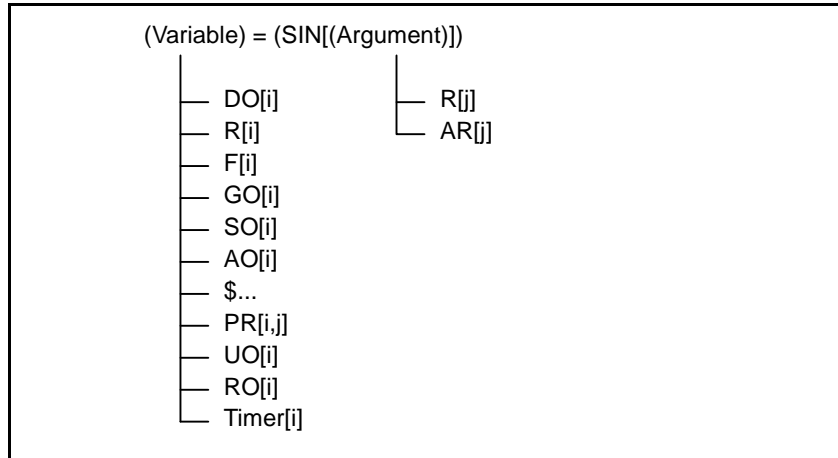 (Variable) = (SIN[(Argument)])
DO[i] R[j]
R[i] AR[j]
F[i]
GO[i]
SO[i]
AO[i]
$...
PR[i,j]
UO[i]
RO[i]
Timer[i]